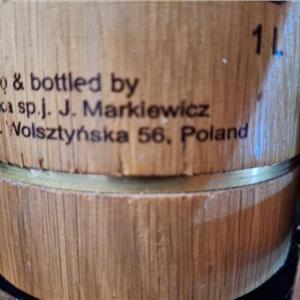 1 L
& bottled by
sp.j. J. Markiewicz
Wolsztyńska 56, Poland